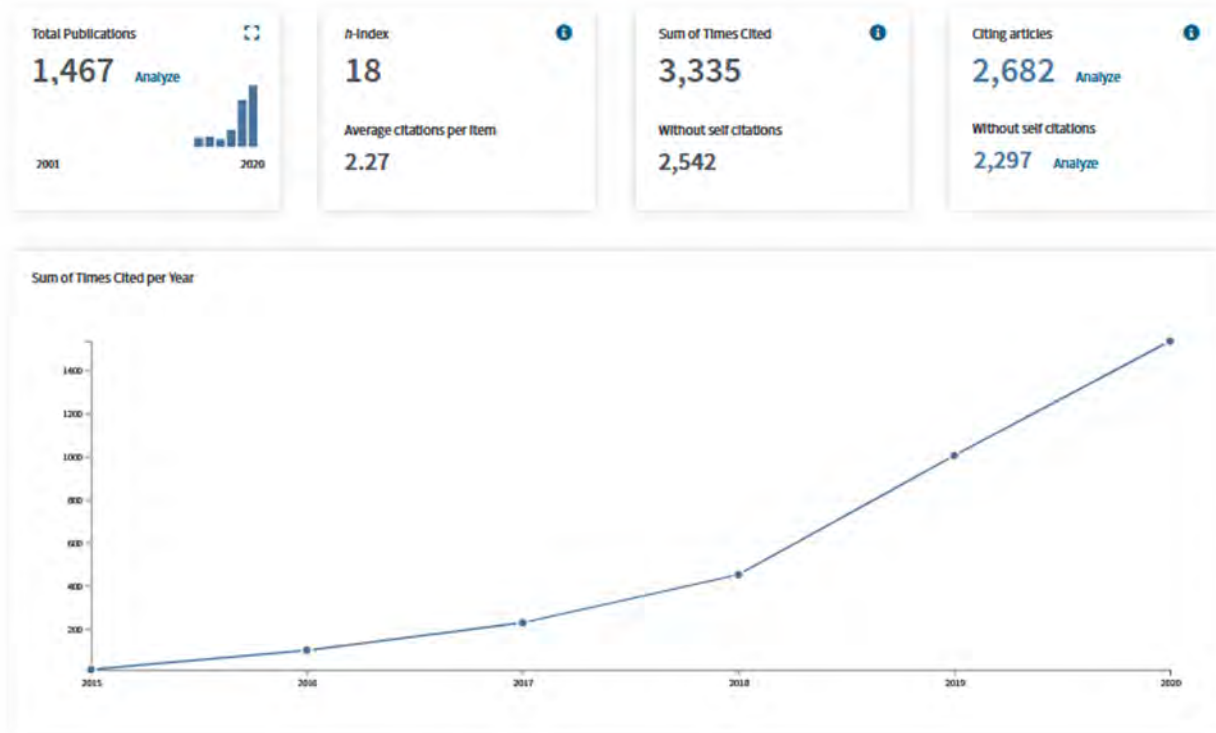 Total Publications
1,467 Analyze
2001 2020
h-index
18
Average citations per item
2.27
Sum of Times Cited
3,335
Without self citations
2,542
Citing articles
2,682 Analyze
Without self citations
2,297 Analyze
Sum of Times Cited per Year
1400
1200
1000
800
600
400
200
2015 2016 2017 2018 2019 2020